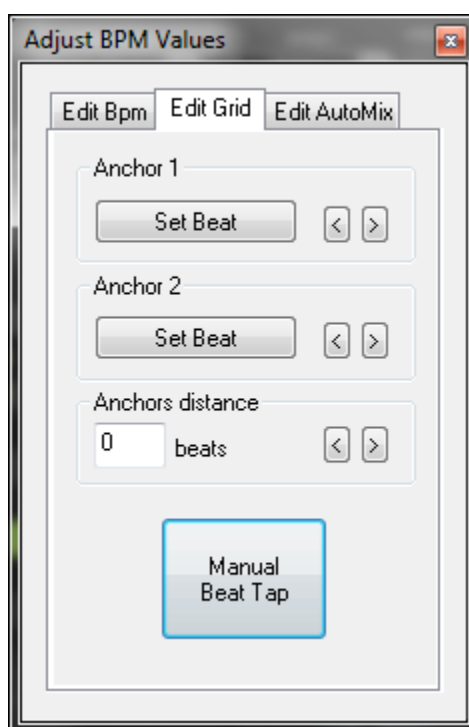 Adjust BPM Values
Edit Bpm Edit Grid Edit AutoMix
Anchor 1
Set Beat < >
Anchor 2
Set Beat < >
Anchors distance
0 beats < >
Manual
Beat Tap